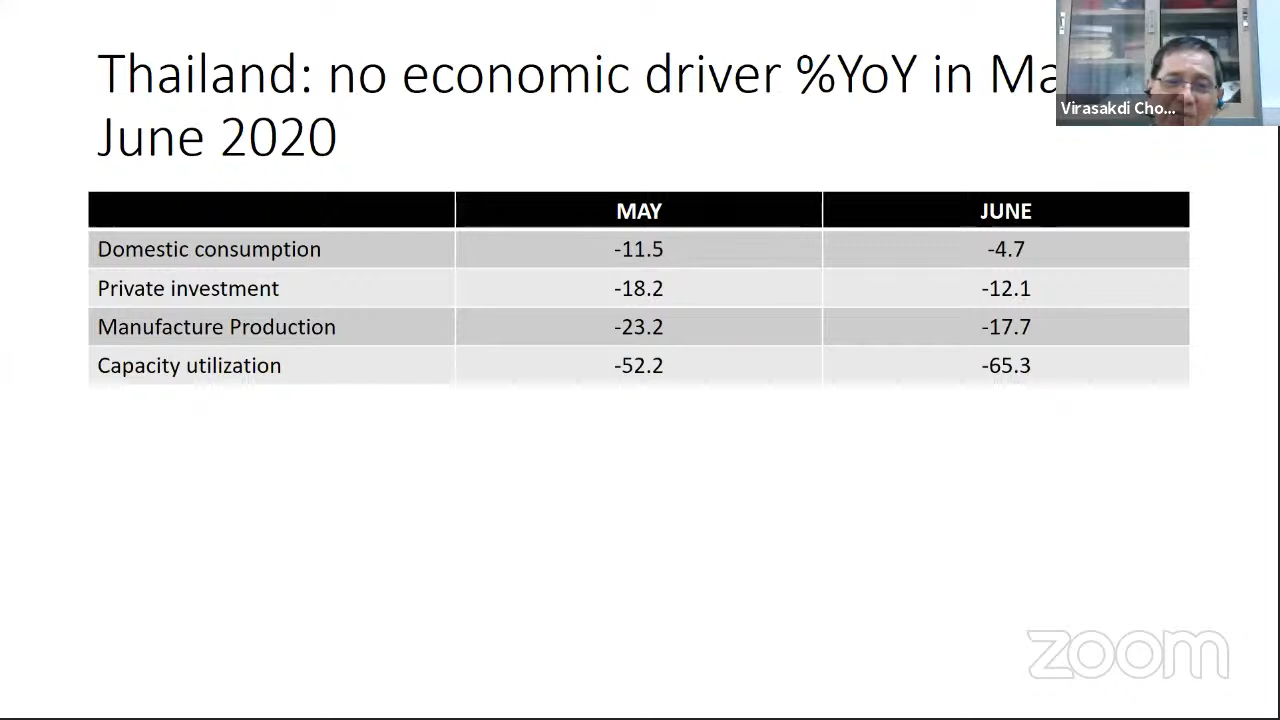 Thailand: no economic driver %YoY in
June 2020
Virasakdi Cho...
MAY JUNE
Domestic consumption -11.5 -4.7
Private investment -18.2 -12.1
Manufacture Production -23.2 -17.7
Capacity utilization -52.2 -65.3
zoom